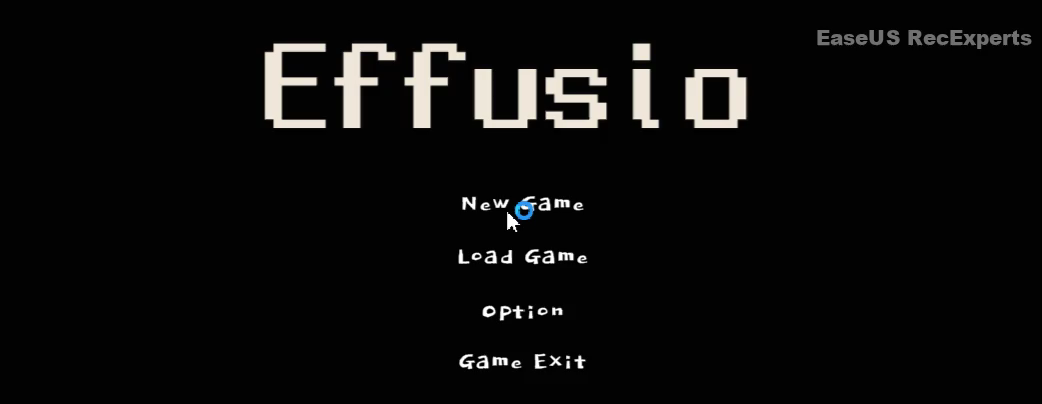 EaseUS RecExperts
Effusio
New Game
Load Game
Option
Game Exit